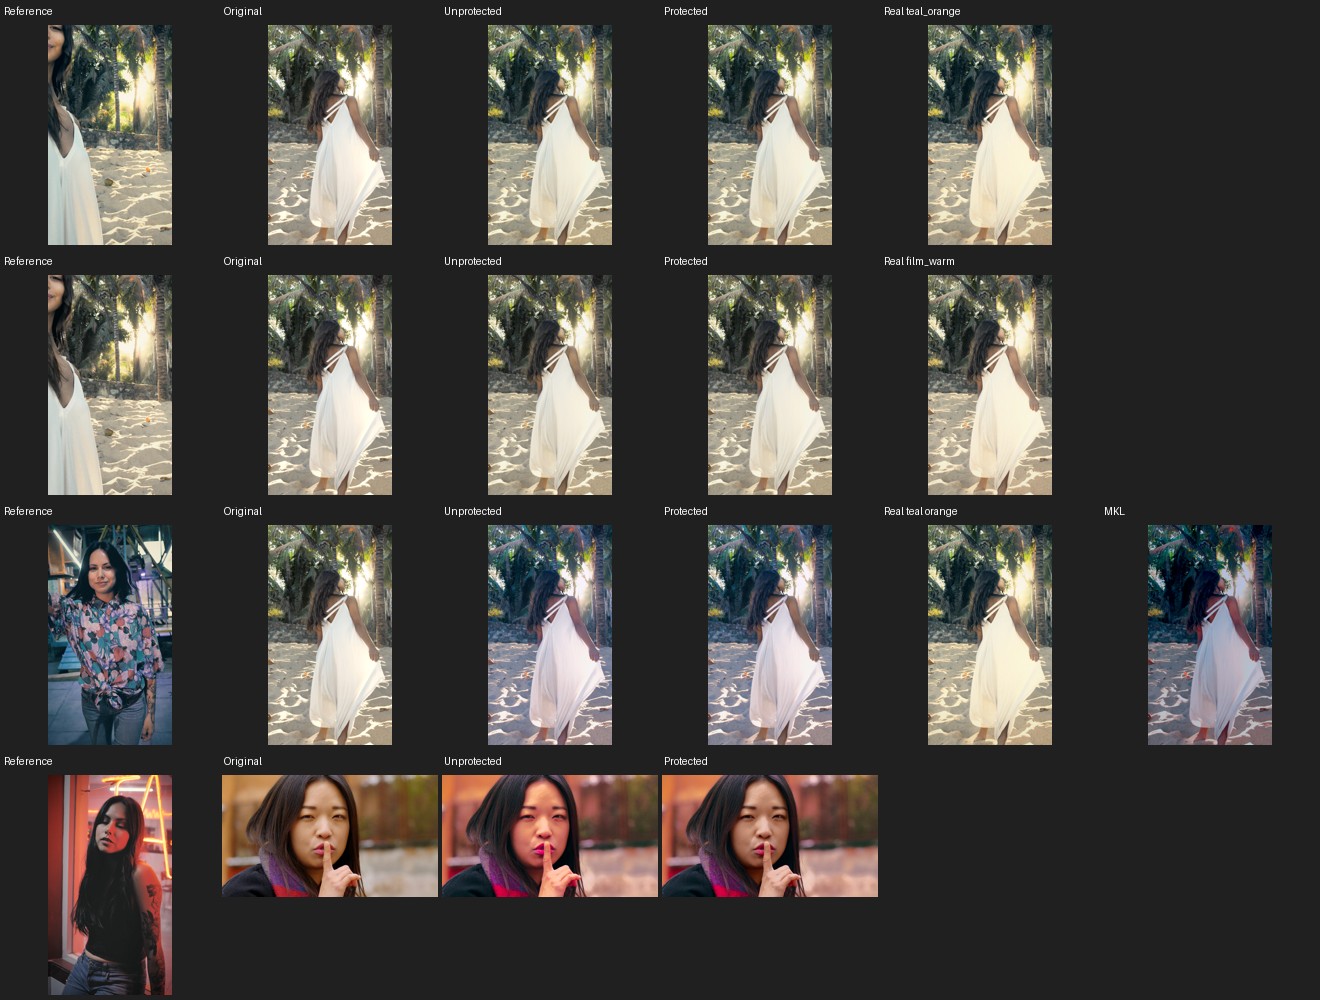 Reference Original Unprotected Protected Real teal_orange
Reference Original Unprotected Protected Real film_warm
Reference Original Unprotected Protected Real teal orange MKL
Reference Original Unprotected Protected